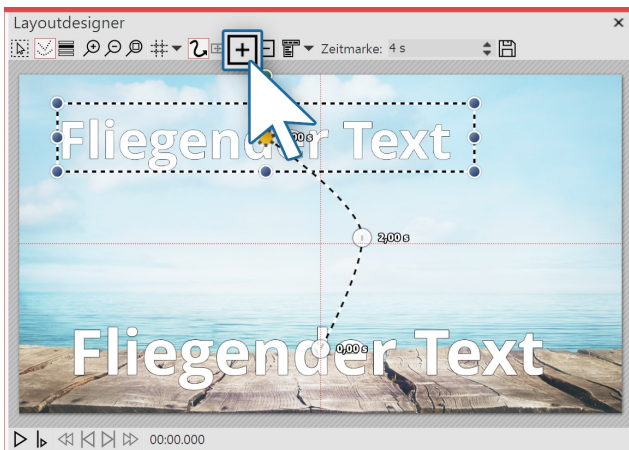 Layoutdesigner
Zeitmarke: 4 s
Fliegender Text
2,00 s
Fliegender Text
0,00 s
00:00.000